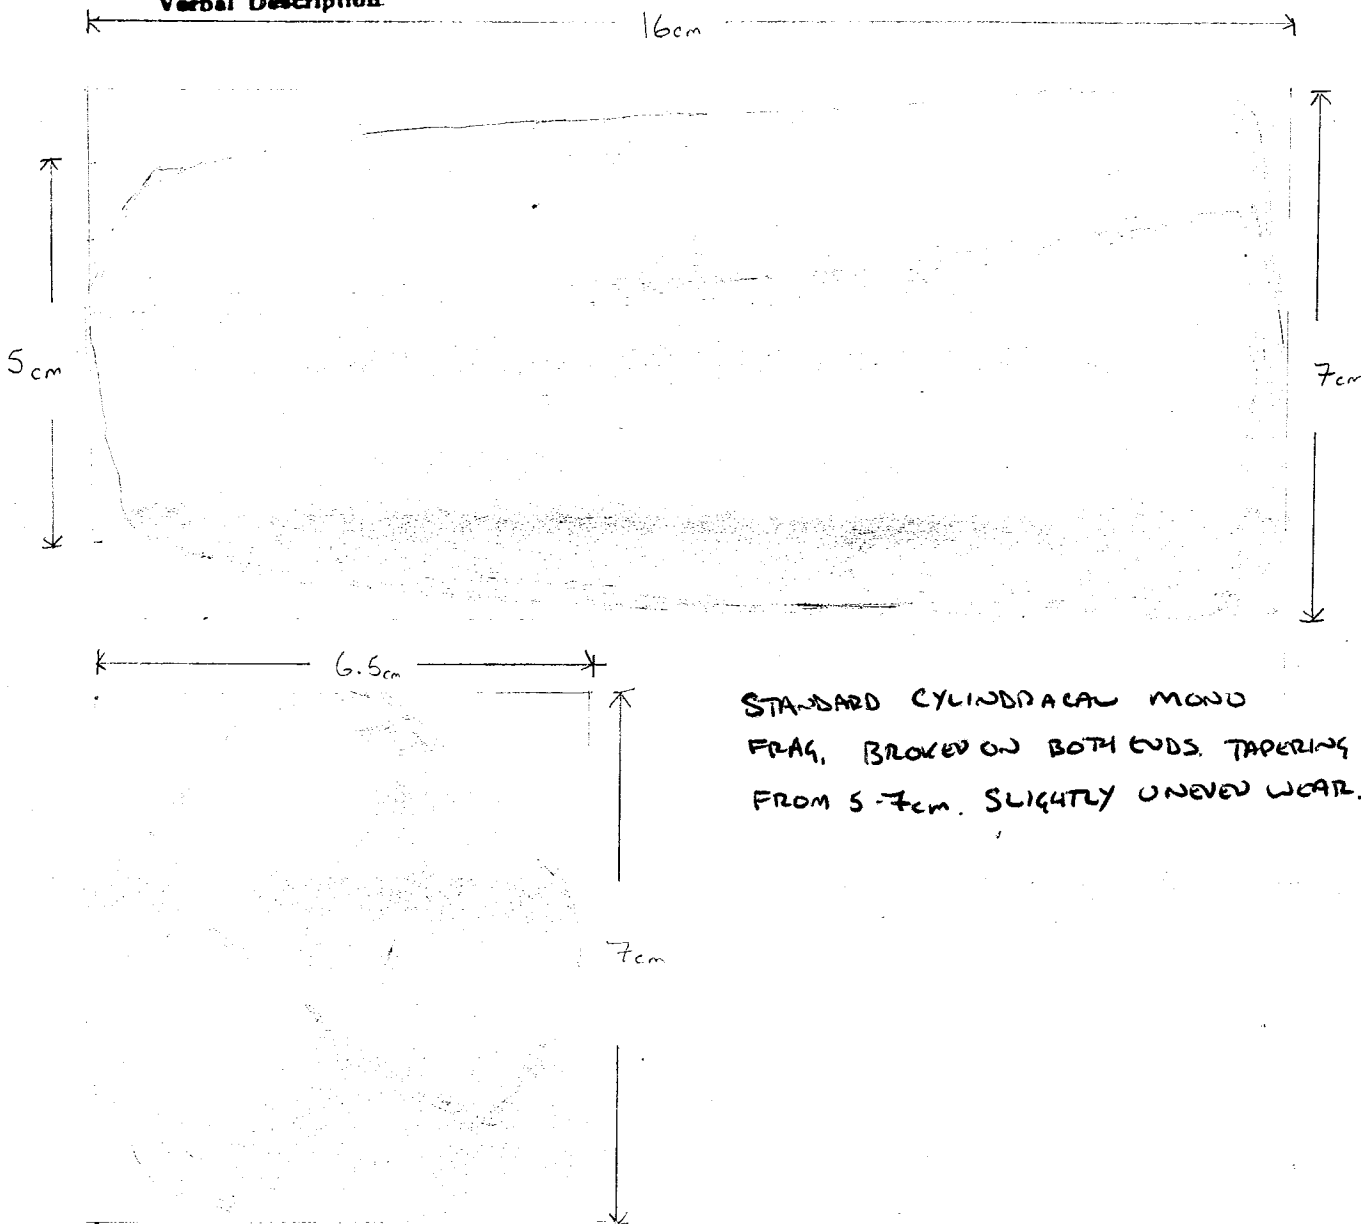 Verbal Description
16cm
5cm
7cm
6.5cm
7cm
STANDARD CYLINDRACAL MONO
FRAG, BROKED ON BOTH ENDS. TAPERING
FROM 5-7cm. SLIGHTLY UNEVEN WEAR.